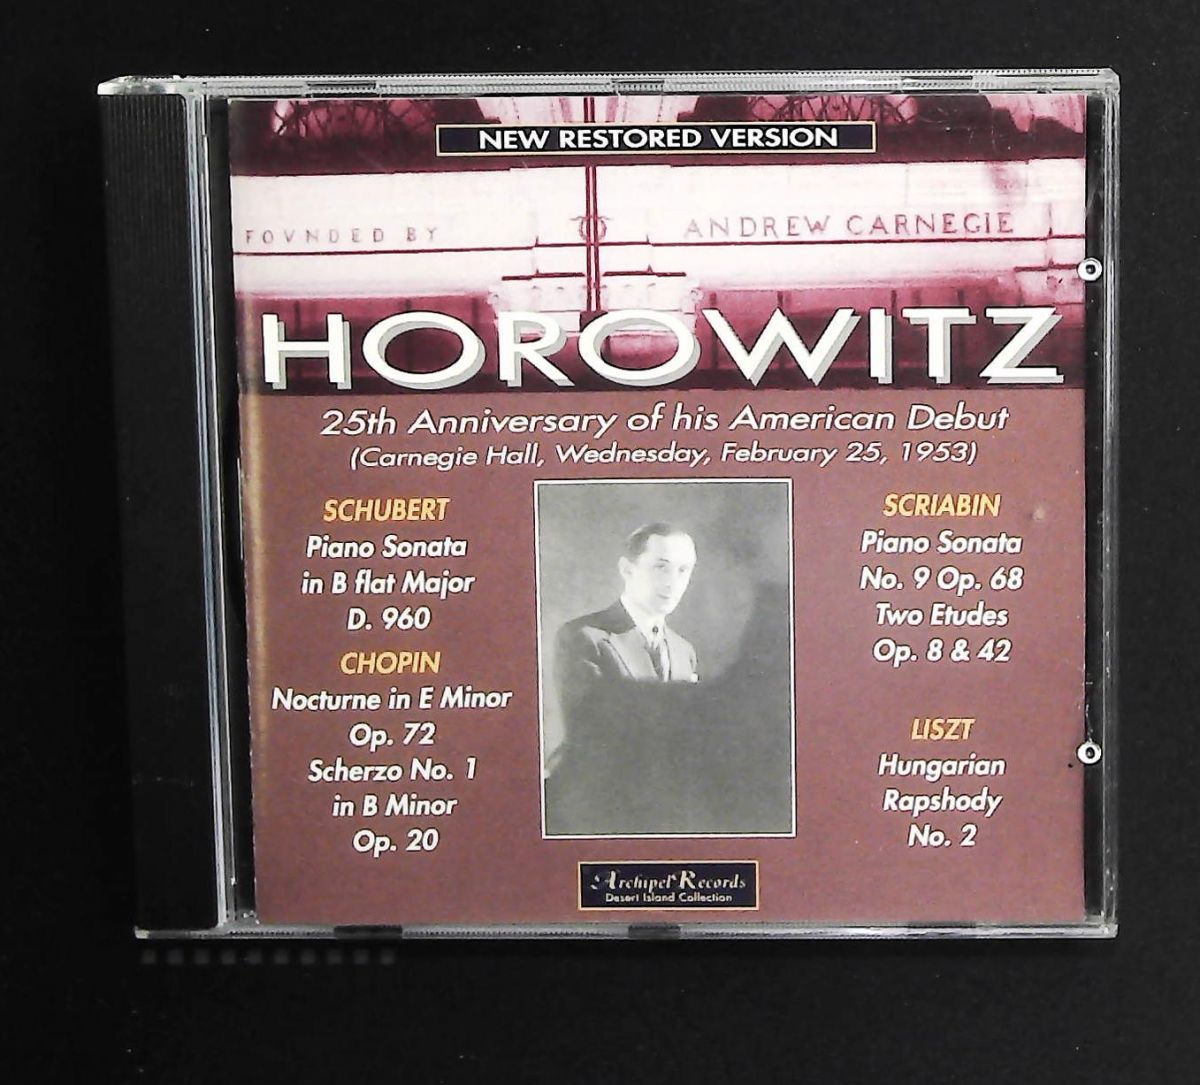 NEW RESTORED VERSION
FOVNDED BY ANDREW CARNEGIE
HOROWITZ
25th Anniversary of his American Debut
(Carnegie Hall, Wednesday, February 25, 1953)
SCHUBERT
Piano Sonata
in B flat Major
D. 960
CHOPIN
Nocturne in E Minor
Op. 72
Scherzo No. 1
in B Minor
Op. 20
SCRIABIN
Piano Sonata
No. 9 Op. 68
Two Etudes
Op. 8 & 42
LISZT
Hungarian
Rapshody
No. 2
Archipel Records
Desert Island Collection